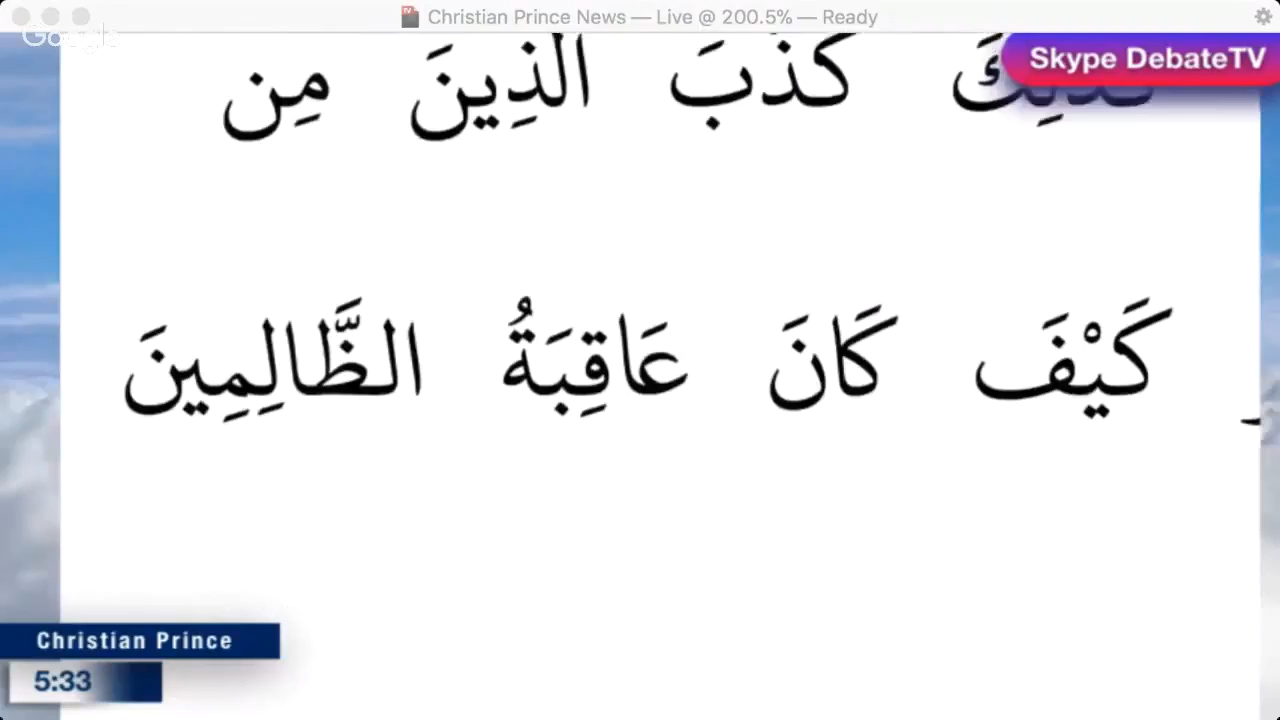 Christian Prince News — Live @ 200.5% — Ready
Google
Skype DebateTV
كَذَٰلِكَ كَذَّبَ الَّذِينَ مِن
كَيْفَ كَانَ عَاقِبَةُ الظَّالِمِينَ
Christian Prince
5:33